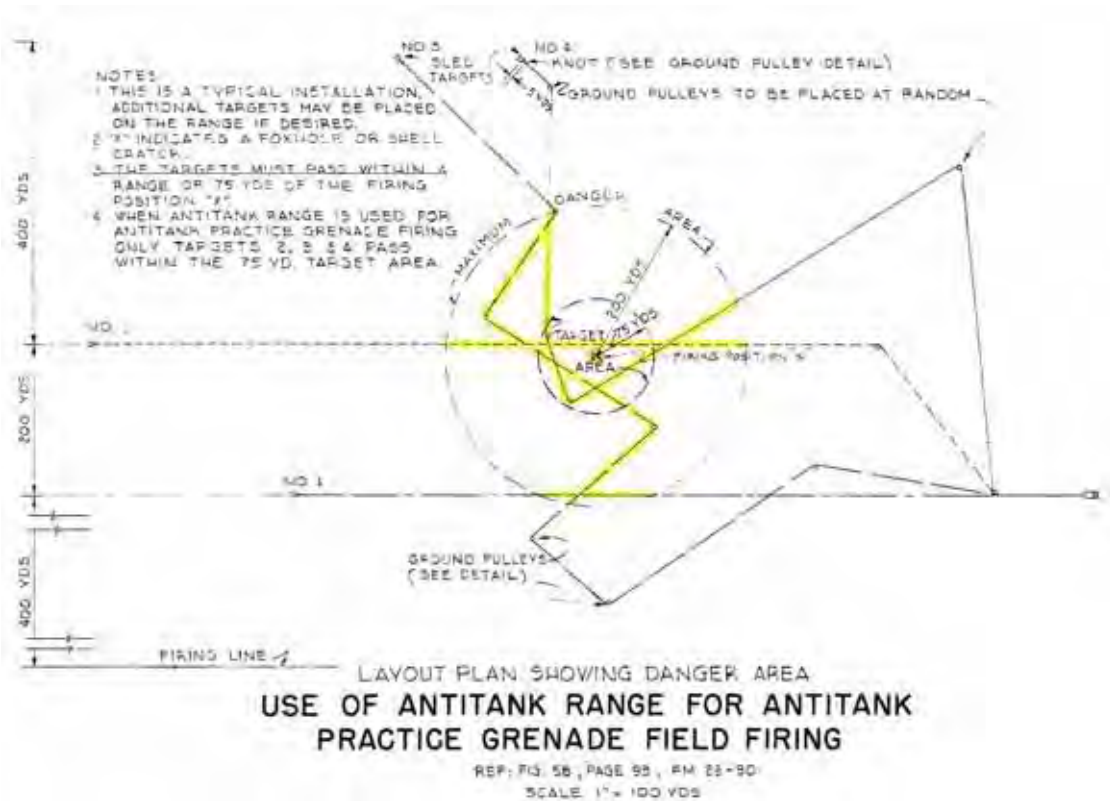 NO. 3
SLED
TARGETS
NO. 4
KNOT (SEE GROUND PULLEY DETAIL)
5 YDS
GROUND PULLEYS TO BE PLACED AT RANDOM
NOTES
1 THIS IS A TYPICAL INSTALLATION,
ADDITIONAL TARGETS MAY BE PLACED
ON THE RANGE IF DESIRED.
2 "X" INDICATES A FOXHOLE OR SHELL
CRATER.
3 THE TARGETS MUST PASS WITHIN A
RANGE OF 75 YDS OF THE FIRING
POSITION "X".
4 WHEN ANTITANK RANGE IS USED FOR
ANTITANK PRACTICE GRENADE FIRING
ONLY TARGETS 2, 3 & 4 PASS
WITHIN THE 75 YD. TARGET AREA.
400 YDS
MAXIMUM
DANGER
AREA
200 YDS
NO.
TARGET
75 YDS
FIRING POSITION X
AREA
200 YDS
NO. 1
GROUND PULLEYS
(SEE DETAIL)
400 YDS
FIRING LINE
LAYOUT PLAN SHOWING DANGER AREA
USE OF ANTITANK RANGE FOR ANTITANK
PRACTICE GRENADE FIELD FIRING
REF: FIG. 58, PAGE 99, FM 23-90
SCALE 1" = 100 YDS